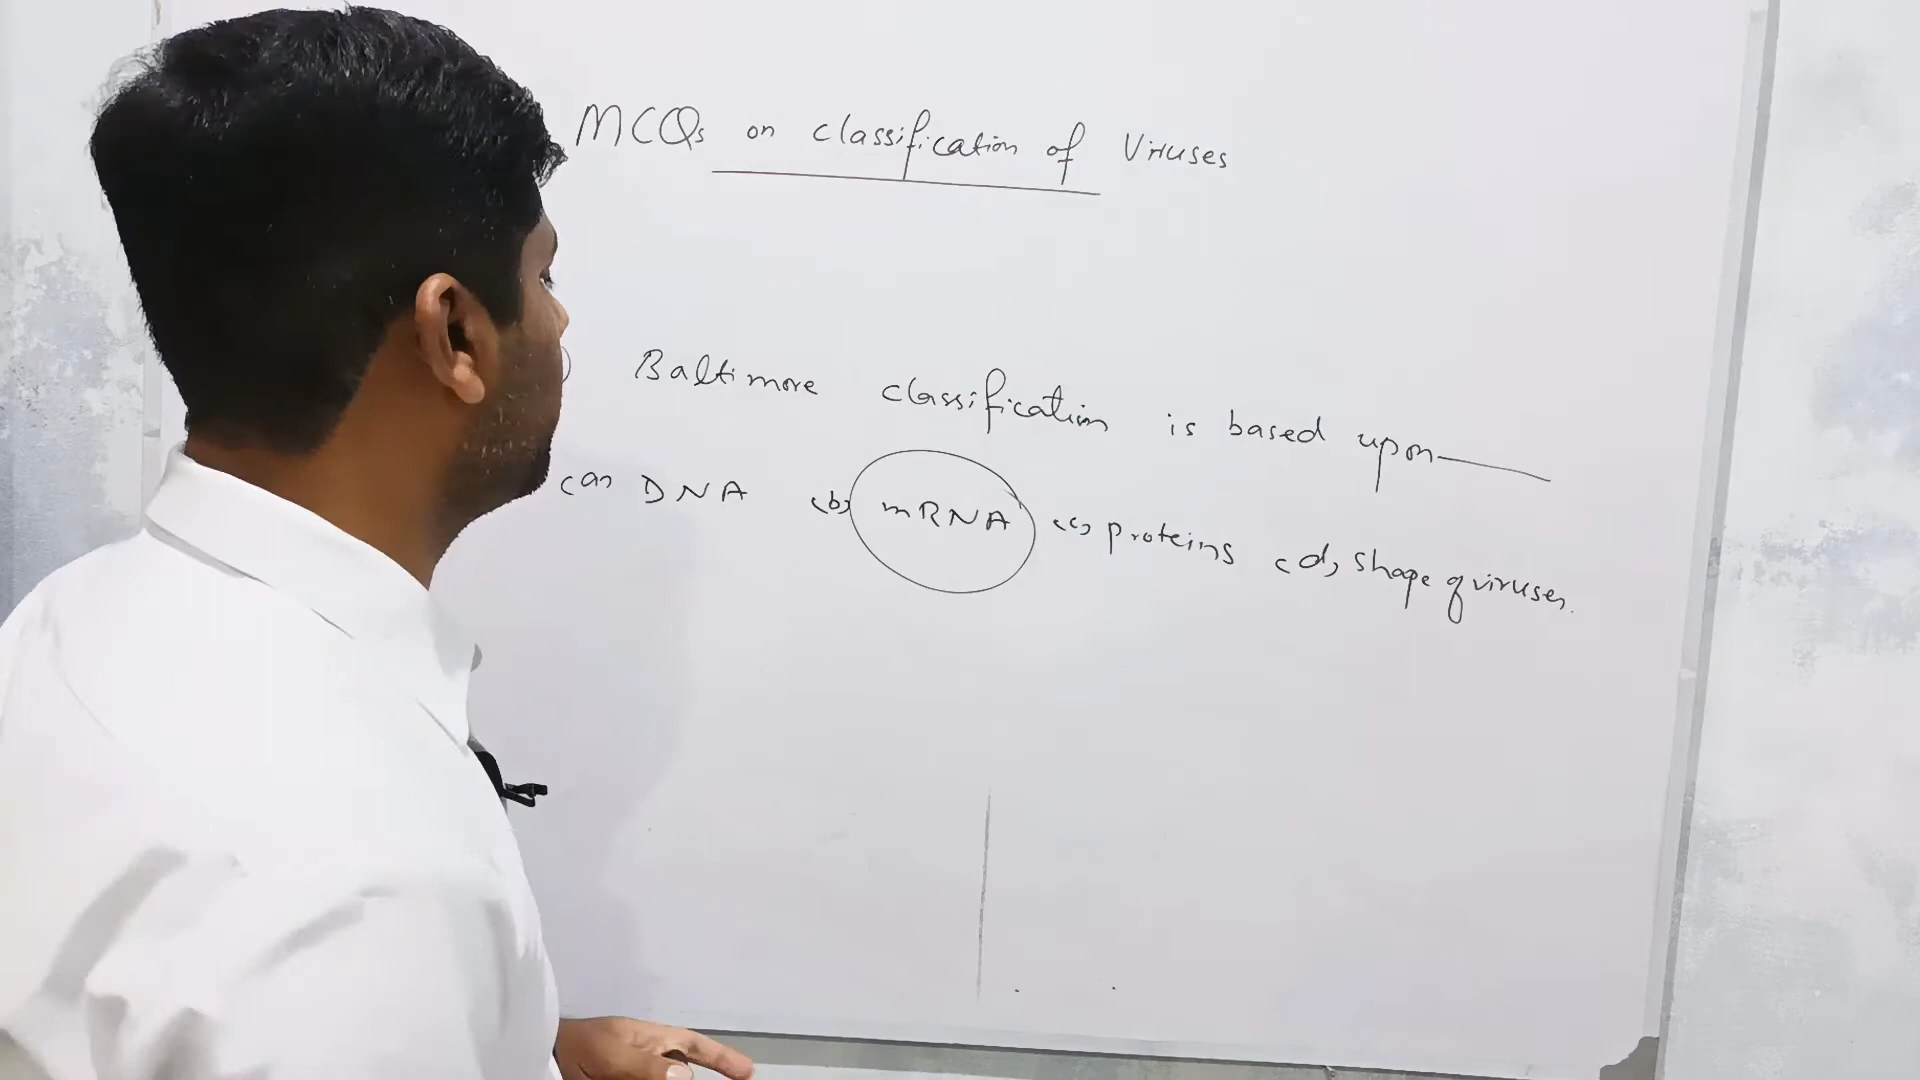 MCQs on classification of Viruses
) Baltimore classification is based upon——
(a) DNA (b) mRNA (c) proteins (d) shape of viruses.